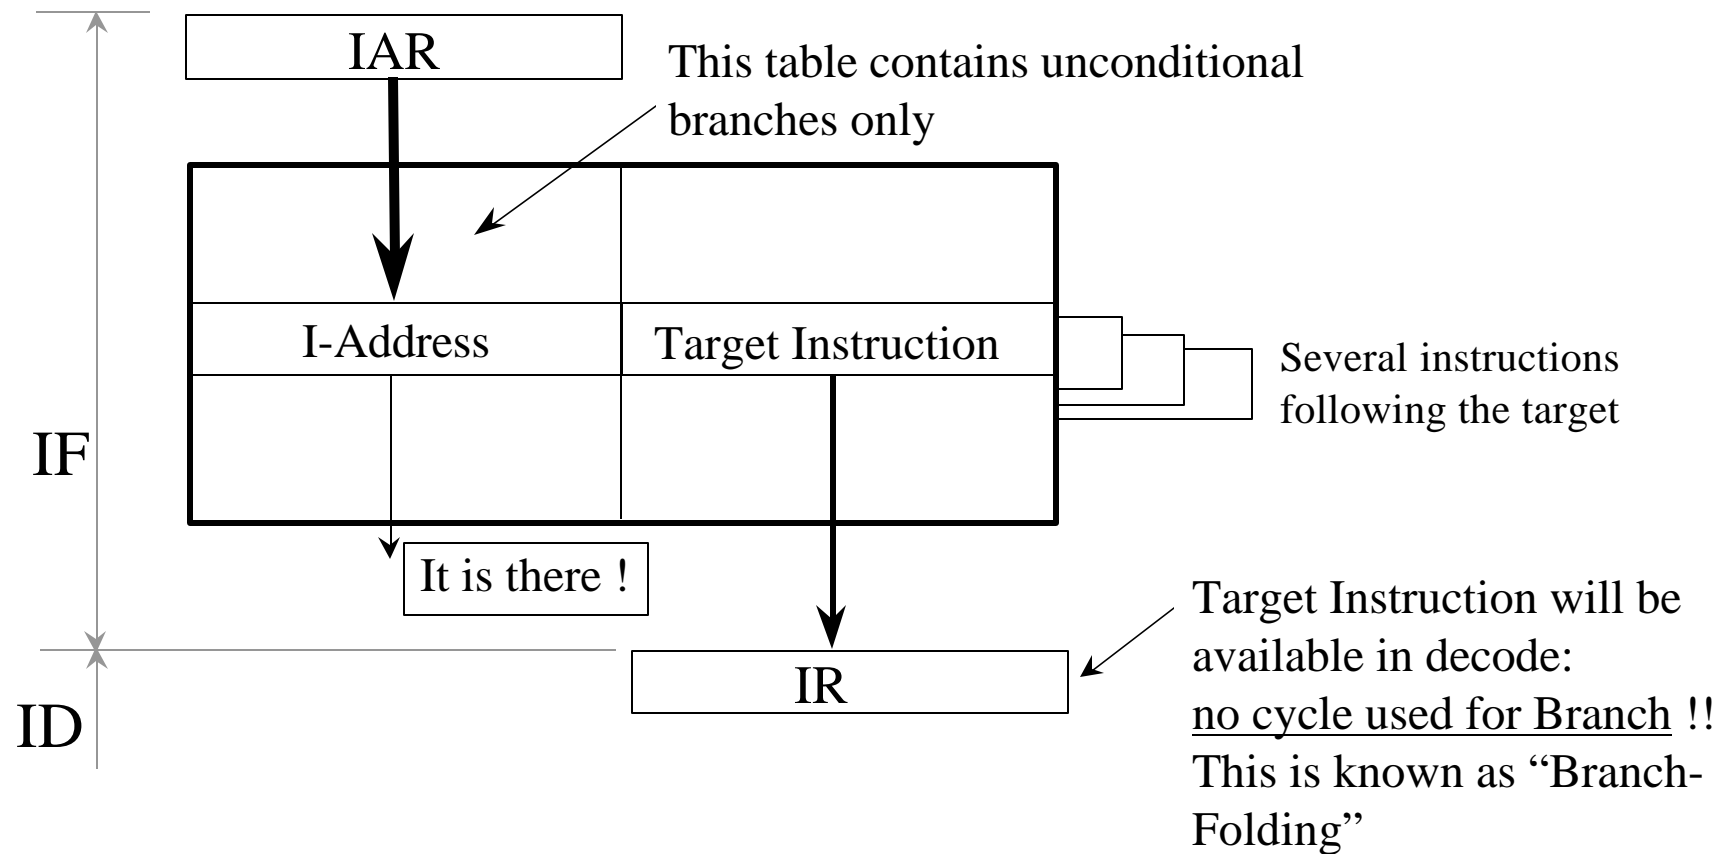 IAR
This table contains unconditional
branches only
I-Address
Target Instruction
Several instructions
following the target
IF
It is there !
Target Instruction will be
available in decode:
no cycle used for Branch !!
This is known as “Branch-
Folding”
IR
ID